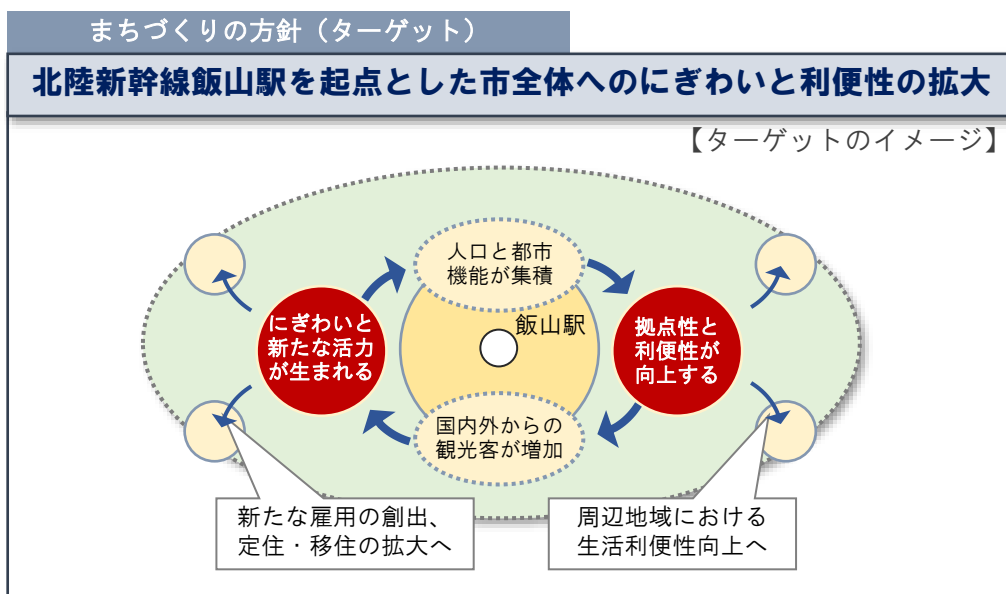 まちづくりの方針（ターゲット）
北陸新幹線飯山駅を起点とした市全体へのにぎわいと利便性の拡大
【ターゲットのイメージ】
人口と都市
機能が集積
飯山駅
にぎわいと
新たな活力
が生まれる
拠点性と
利便性が
向上する
国内外からの
観光客が増加
新たな雇用の創出、
定住・移住の拡大へ
周辺地域における
生活利便性向上へ